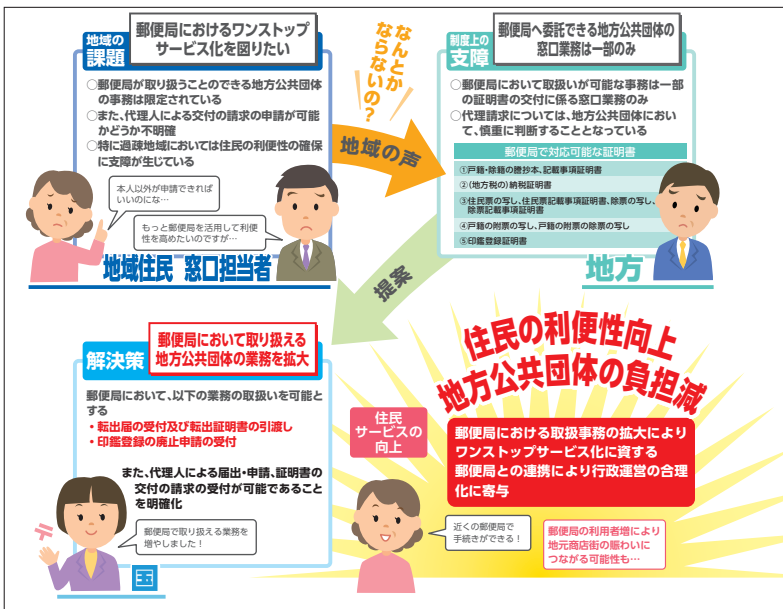 地域の
課題
郵便局におけるワンストップ
サービス化を図りたい
○郵便局が取り扱うことのできる地方公共団体
の事務は限定されている
○また、代理人による交付の請求の申請が可能
かどうか不明確
○特に過疎地域においては住民の利便性の確保
に支障が生じている
本人以外が申請できれば
いいのにな…
もっと郵便局を活用して利便
性を高めたいのですが…
地域住民 窓口担当者
なんとか
ならないの?
地域の声
制度上の
支障
郵便局へ委託できる地方公共団体の
窓口業務は一部のみ
○郵便局において取扱いが可能な事務は一部
の証明書の交付に係る窓口業務のみ
○代理請求については、地方公共団体におい
て、慎重に判断することとなっている
郵便局で対応可能な証明書
①戸籍・除籍の謄抄本、記載事項証明書
②(地方税の)納税証明書
③住民票の写し、住民票記載事項証明書、除票の写し、
除票記載事項証明書
④戸籍の附票の写し、戸籍の附票の除票の写し
⑤印鑑登録証明書
地方
提案
解決策
郵便局において取り扱える
地方公共団体の業務を拡大
郵便局において、以下の業務の取扱いを可能と
する
・転出届の受付及び転出証明書の引渡し
・印鑑登録の廃止申請の受付
また、代理人による届出・申請、証明書の
交付の請求の受付が可能であること
を明確化
郵便局で取り扱える業務を
増やしました!
国
住民の利便性向上
地方公共団体の負担減
住民
サービスの
向上
郵便局における取扱事務の拡大により
ワンストップサービス化に資する
郵便局との連携により行政運営の合理
化に寄与
近くの郵便局で
手続きができる!
郵便局の利用者増により
地元商店街の賑わいに
つながる可能性も…